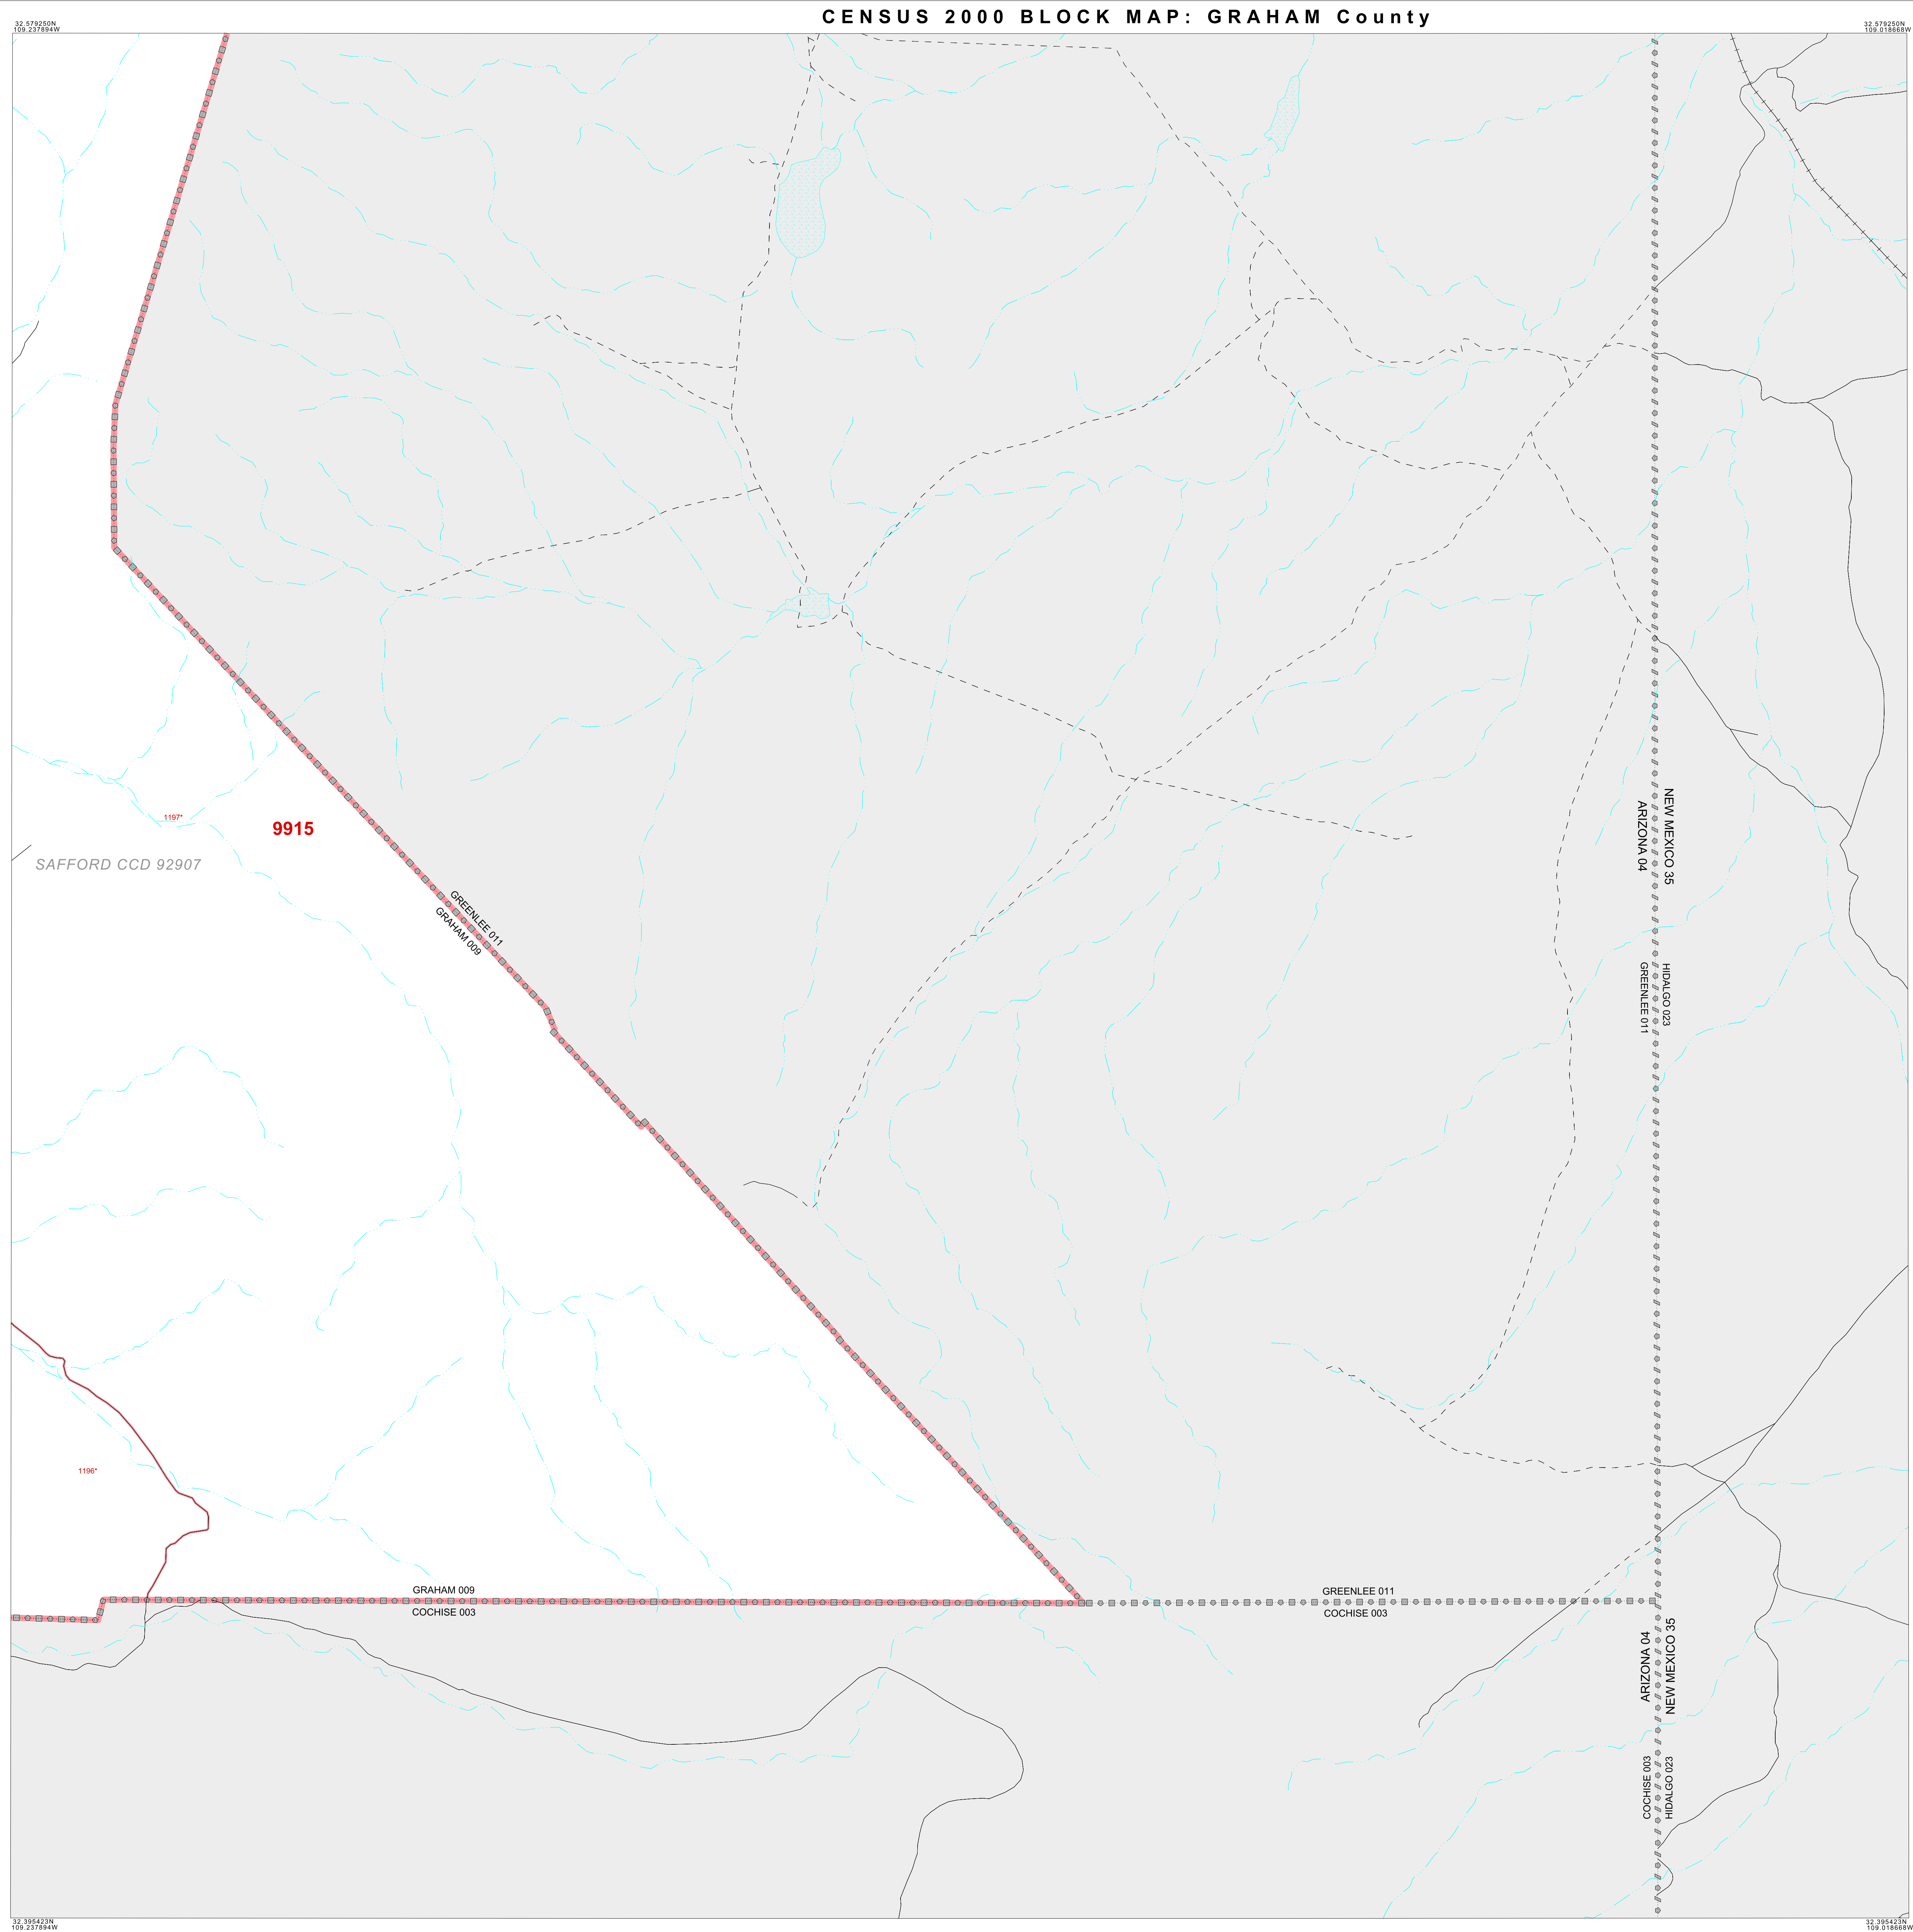 CENSUS 2000 BLOCK MAP: GRAHAM County
32.579250N
109.237894W
32.579250N
109.018668W
NEW MEXICO 35
ARIZONA 04
1197*
9915
SAFFORD CCD 92907
GREENLEE 011
GRAHAM 009
HIDALGO 023
GREENLEE 011
1196*
GRAHAM 009
COCHISE 003
GREENLEE 011
COCHISE 003
ARIZONA 04
NEW MEXICO 35
COCHISE 003
HIDALGO 023
32.395423N
109.237894W
32.395423N
109.018668W